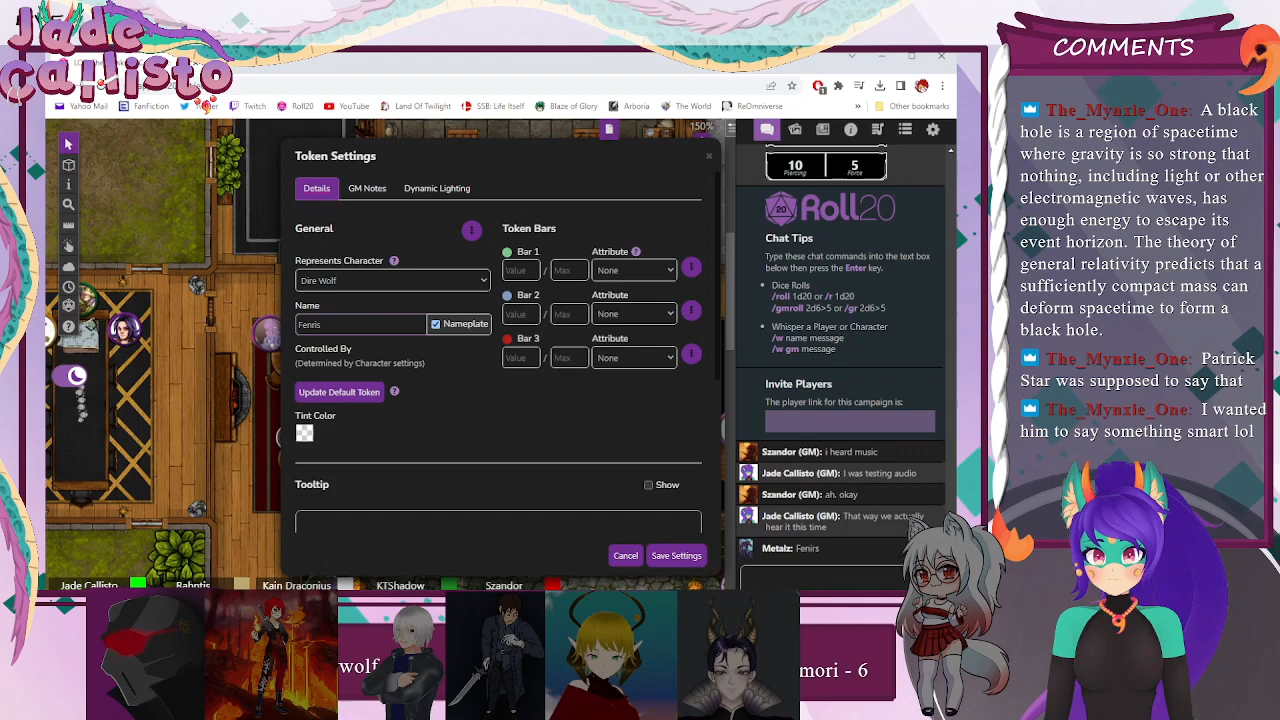 Jade
Callisto
COMMENTS
Yahoo Mail
FanFiction
Twitter
Twitch
Roll20
YouTube
Land Of Twilight
SSB: Life Itself
Blaze of Glory
Arboria
The World
ReOmniverse
»
Other bookmarks
150%
Token Settings
Details
GM Notes
Dynamic Lighting
General
Represents Character
Dire Wolf
Name
Fenris
Nameplate
Controlled By
(Determined by Character settings)
Update Default Token
Tint Color
Token Bars
Bar 1
Attribute
Value / Max
None
Bar 2
Attribute
Value / Max
None
Bar 3
Attribute
Value / Max
None
Tooltip
Show
Cancel
Save Settings
10
Piercing
5
Force
20
Roll20
Chat Tips
Type these chat commands into the text box
below then press the Enter key.
• Dice Rolls
/roll 1d20 or /r 1d20
/gmroll 2d6>5 or /gr 2d6>5
• Whisper a Player or Character
/w name message
/w gm message
Invite Players
The player link for this campaign is:
Szandor (GM): i heard music
Jade Callisto (GM): I was testing audio
Szandor (GM): ah. okay
Jade Callisto (GM): That way we actually
hear it this time
Metalz: Fenirs
The_Mynxie_One: A black
hole is a region of spacetime
where gravity is so strong that
nothing, including light or other
electromagnetic waves, has
enough energy to escape its
event horizon. The theory of
general relativity predicts that a
sufficiently compact mass can
deform spacetime to form a
black hole.
The_Mynxie_One: Patrick
Star was supposed to say that
The_Mynxie_One: I wanted
him to say something smart lol
Jade Callisto
Kain Draconius
KTShadow
Szandor
wolf
mori - 6